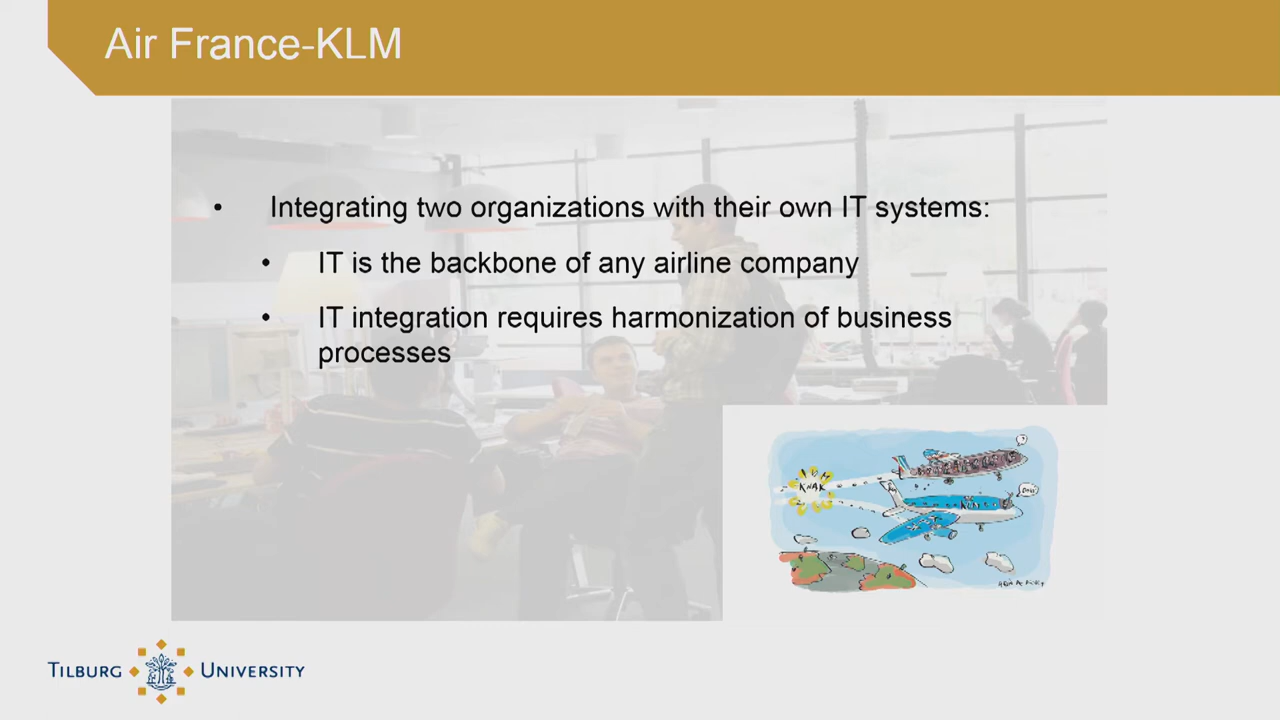 Air France-KLM
• Integrating two organizations with their own IT systems:
• IT is the backbone of any airline company
• IT integration requires harmonization of business
processes
KNAK
?
TILBURG UNIVERSITY